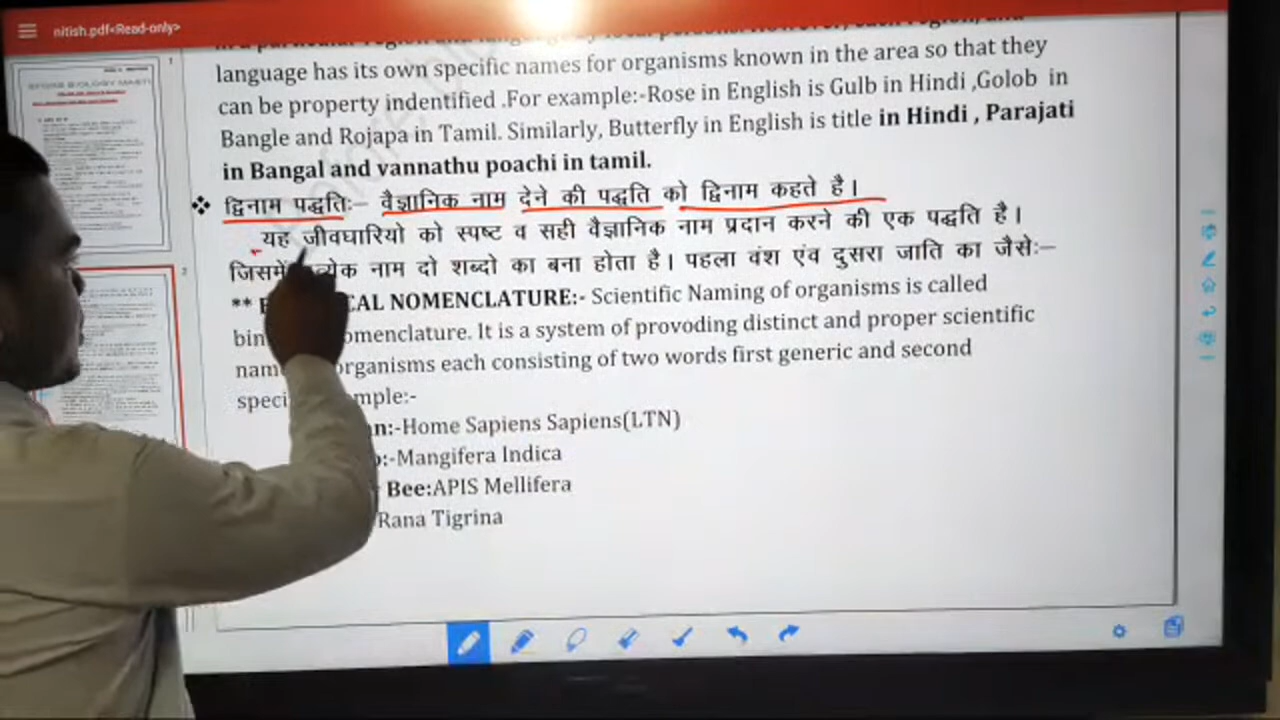 nitish.pdf<Read-only>
language has its own specific names for organisms known in the area so that they
can be property indentified .For example:-Rose in English is Gulb in Hindi ,Golob in
Bangle and Rojapa in Tamil. Similarly, Butterfly in English is title in Hindi , Parajati
in Bangal and vannathu poachi in tamil.
❖ द्विनाम पद्धतिः– वैज्ञानिक नाम देने की पद्धति को द्विनाम कहते है।
यह जीवघारियो को स्पष्ट व सही वैज्ञानिक नाम प्रदान करने की एक पद्धति है।
जिसमें नाम दो शब्दो का बना होता है। पहला वंश एंव दुसरा जाति का जैसेः–
** NOMENCLATURE:- Scientific Naming of organisms is called
It is a system of provoding distinct and proper scientific
organisms each consisting of two words first generic and second
:-Home Sapiens Sapiens(LTN)
:-Mangifera Indica
Bee:APIS Mellifera
Rana Tigrina